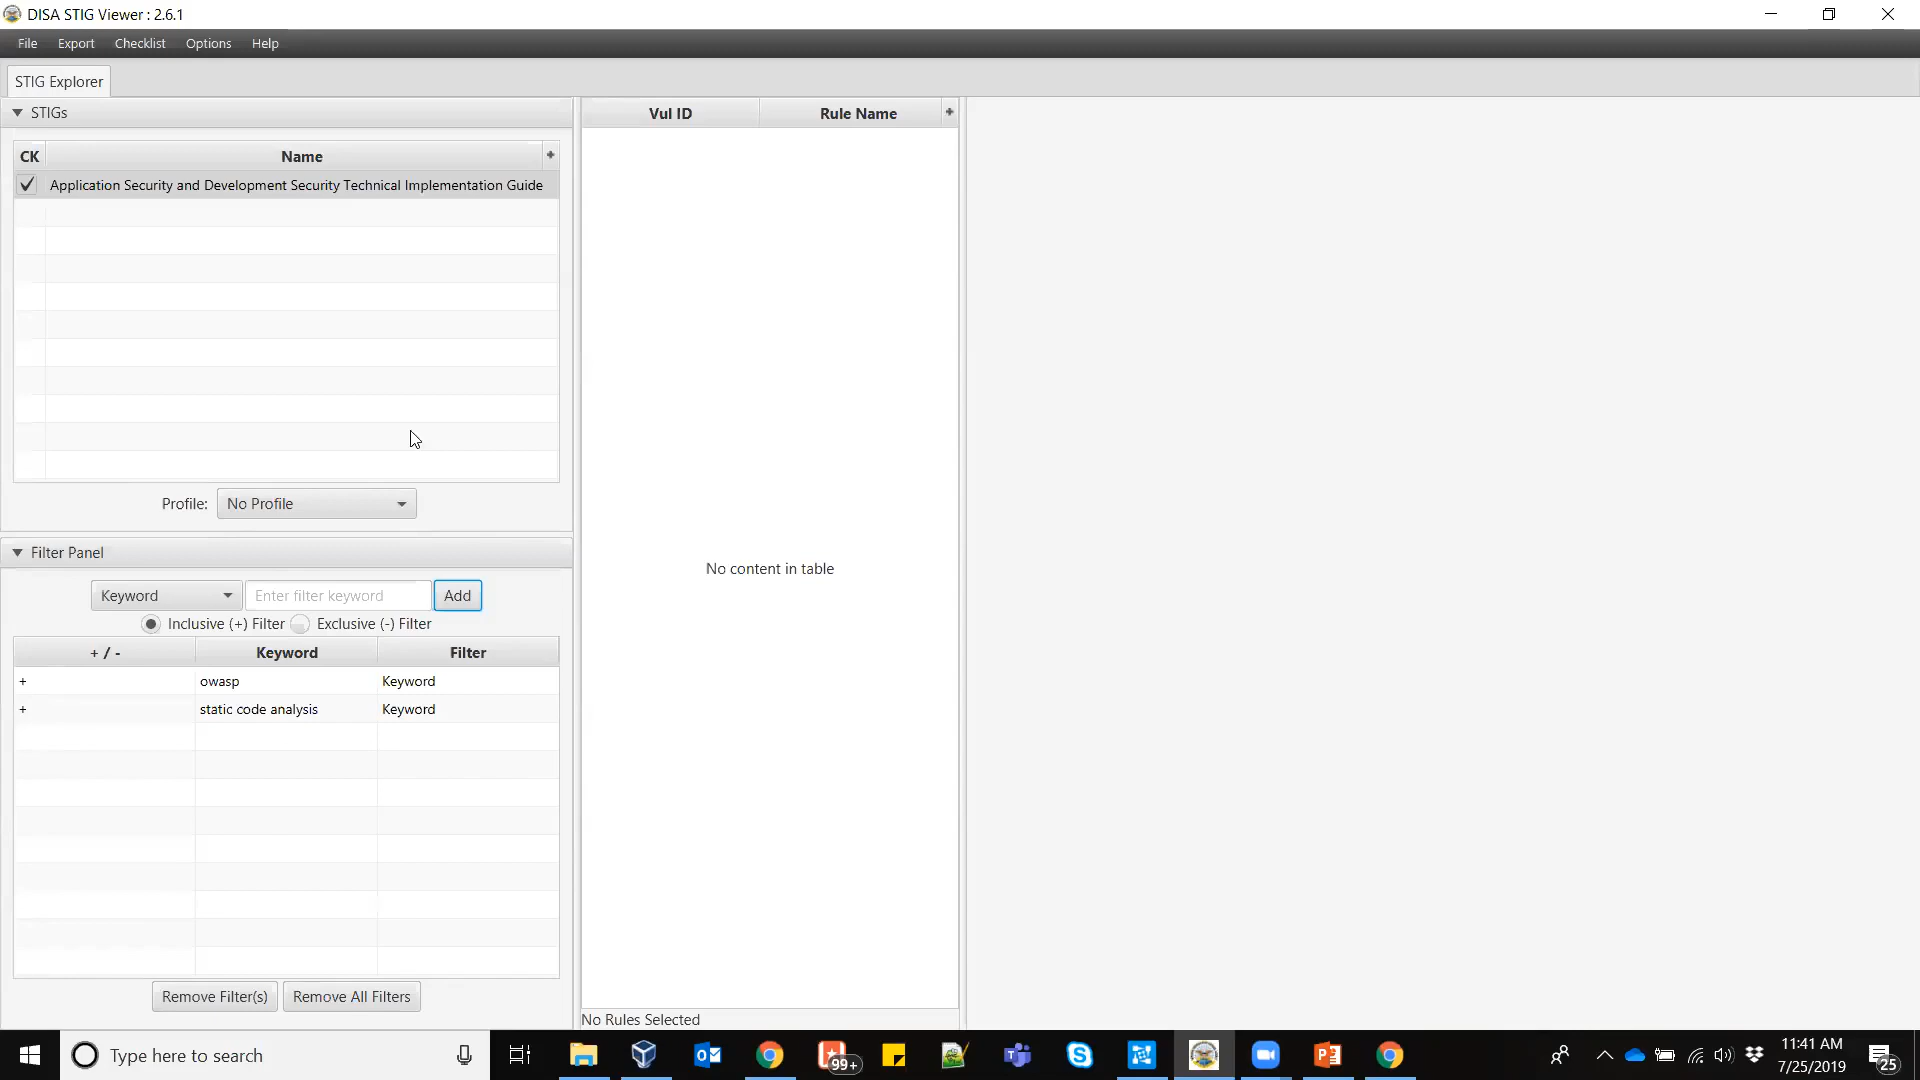 DISA STIG Viewer : 2.6.1
File Export Checklist Options Help
STIG Explorer
STIGs
CK Name +
Application Security and Development Security Technical Implementation Guide
Profile: No Profile
Filter Panel
Keyword Enter filter keyword Add
Inclusive (+) Filter Exclusive (-) Filter
+ / - Keyword Filter
+ owasp Keyword
+ static code analysis Keyword
Remove Filter(s) Remove All Filters
Vul ID Rule Name +
No content in table
No Rules Selected
Type here to search
99+
11:41 AM
7/25/2019
25